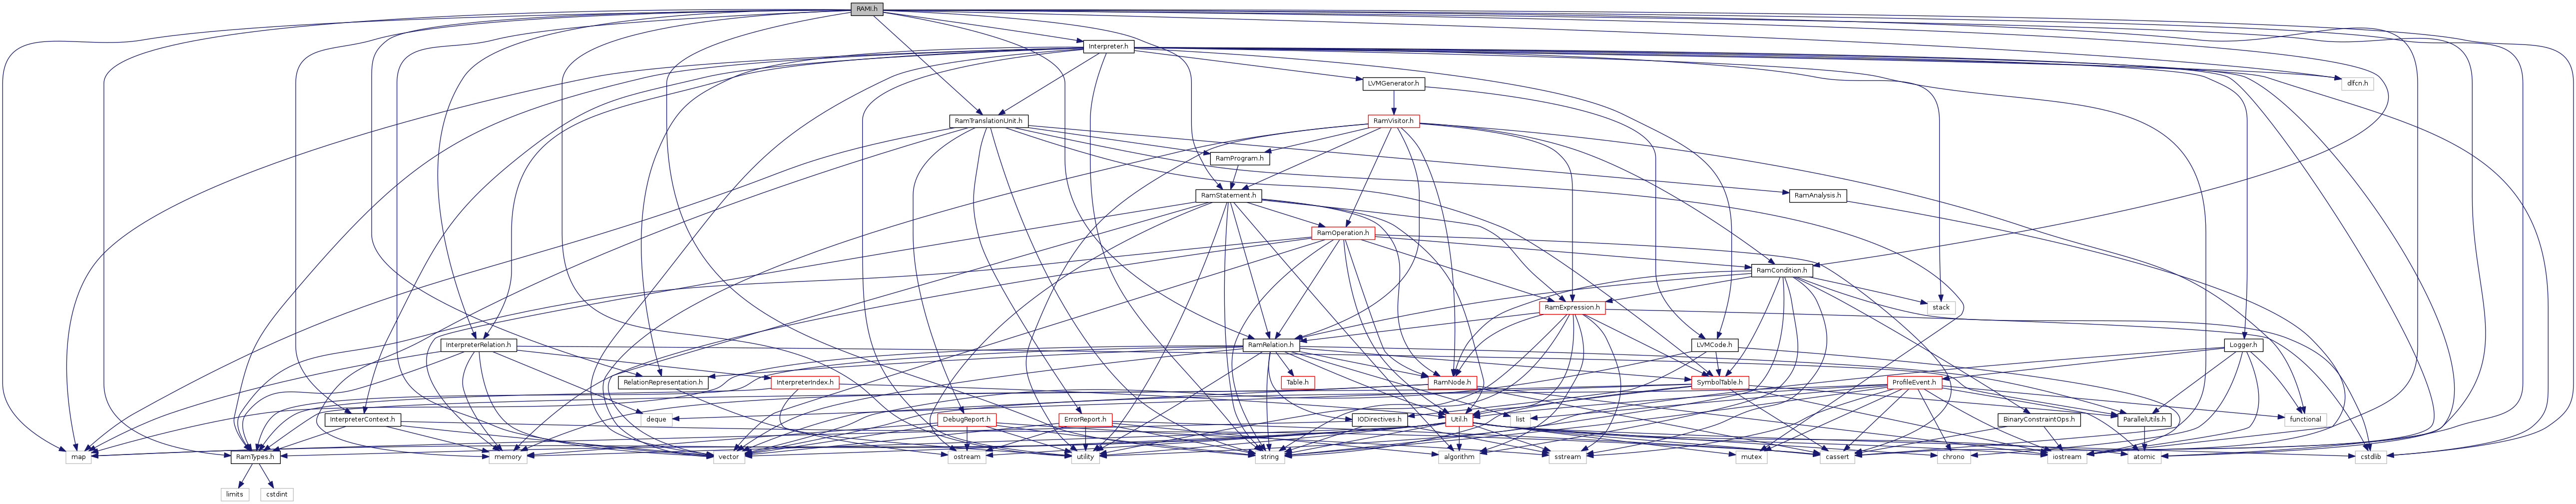 RAMI.h
Interpreter.h
LVMGenerator.h
dlfcn.h
RamTranslationUnit.h
RamVisitor.h
RamProgram.h
RamStatement.h
RamAnalysis.h
RamOperation.h
RamCondition.h
RamExpression.h
stack
InterpreterRelation.h
RamRelation.h
LVMCode.h
Logger.h
RelationRepresentation.h
InterpreterIndex.h
Table.h
RamNode.h
SymbolTable.h
ProfileEvent.h
InterpreterContext.h
deque
DebugReport.h
ErrorReport.h
IODirectives.h
Util.h
list
BinaryConstraintOps.h
ParallelUtils.h
functional
map
RamTypes.h
memory
vector
ostream
utility
string
algorithm
sstream
mutex
cassert
chrono
iostream
atomic
cstdlib
limits
cstdint